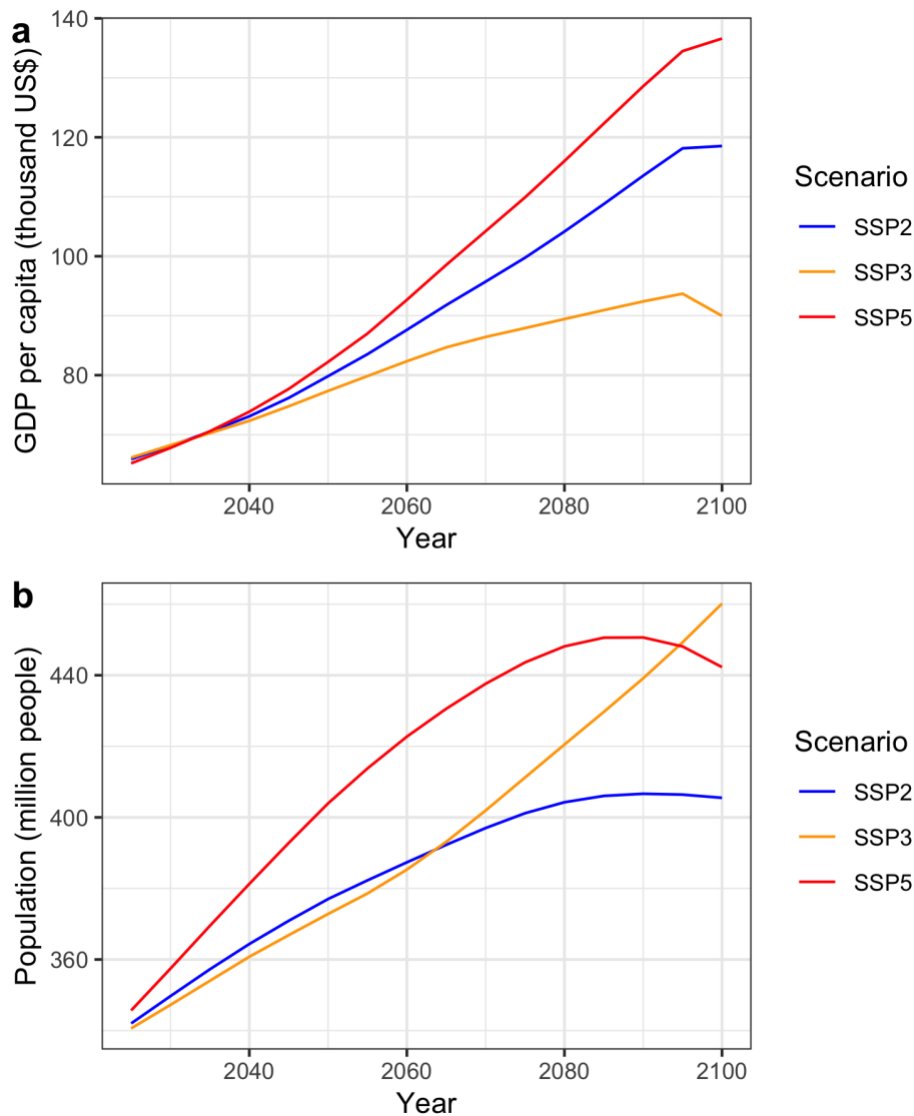 a
GDP per capita (thousand US$)
140
120
100
80
2040 2060 2080 2100
Year
Scenario
SSP2
SSP3
SSP5
b
Population (million people)
440
400
360
2040 2060 2080 2100
Year
Scenario
SSP2
SSP3
SSP5